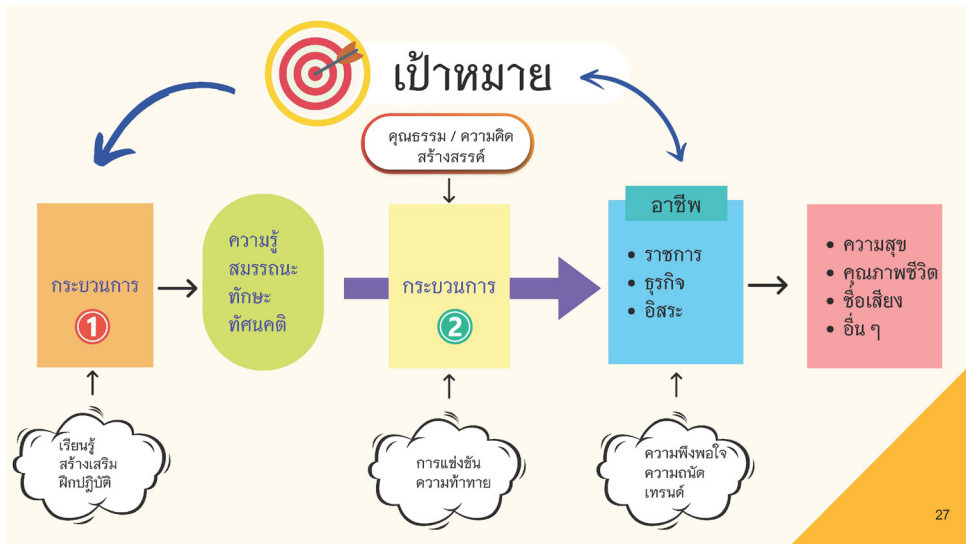 เป้าหมาย
คุณธรรม / ความคิด
สร้างสรรค์
กระบวนการ
1
ความรู้
สมรรถนะ
ทักษะ
ทัศนคติ
กระบวนการ
2
อาชีพ
• ราชการ
• ธุรกิจ
• อิสระ
• ความสุข
• คุณภาพชีวิต
• ชื่อเสียง
• อื่น ๆ
เรียนรู้
สร้างเสริม
ฝึกปฏิบัติ
การแข่งขัน
ความท้าทาย
ความพึงพอใจ
ความถนัด
เทรนด์
27